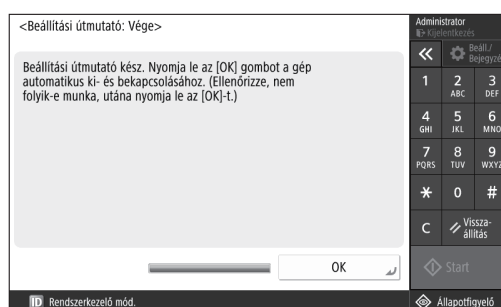 <Beállítási útmutató: Vége>
Beállítási útmutató kész. Nyomja le az [OK] gombot a gép
automatikus ki- és bekapcsolásához. (Ellenőrizze, nem
folyik-e munka, utána nyomja le az [OK]-t.)
OK
ID Rendszerkezelő mód.
Administrator
Kijelentkezés
Beáll./
Bejegyzé
1 2 3
ABC DEF
4 5 6
GHI JKL MNO
7 8 9
PQRS TUV WXYZ
* 0 #
C Vissza-
állítás
Start
Állapotfigyelő